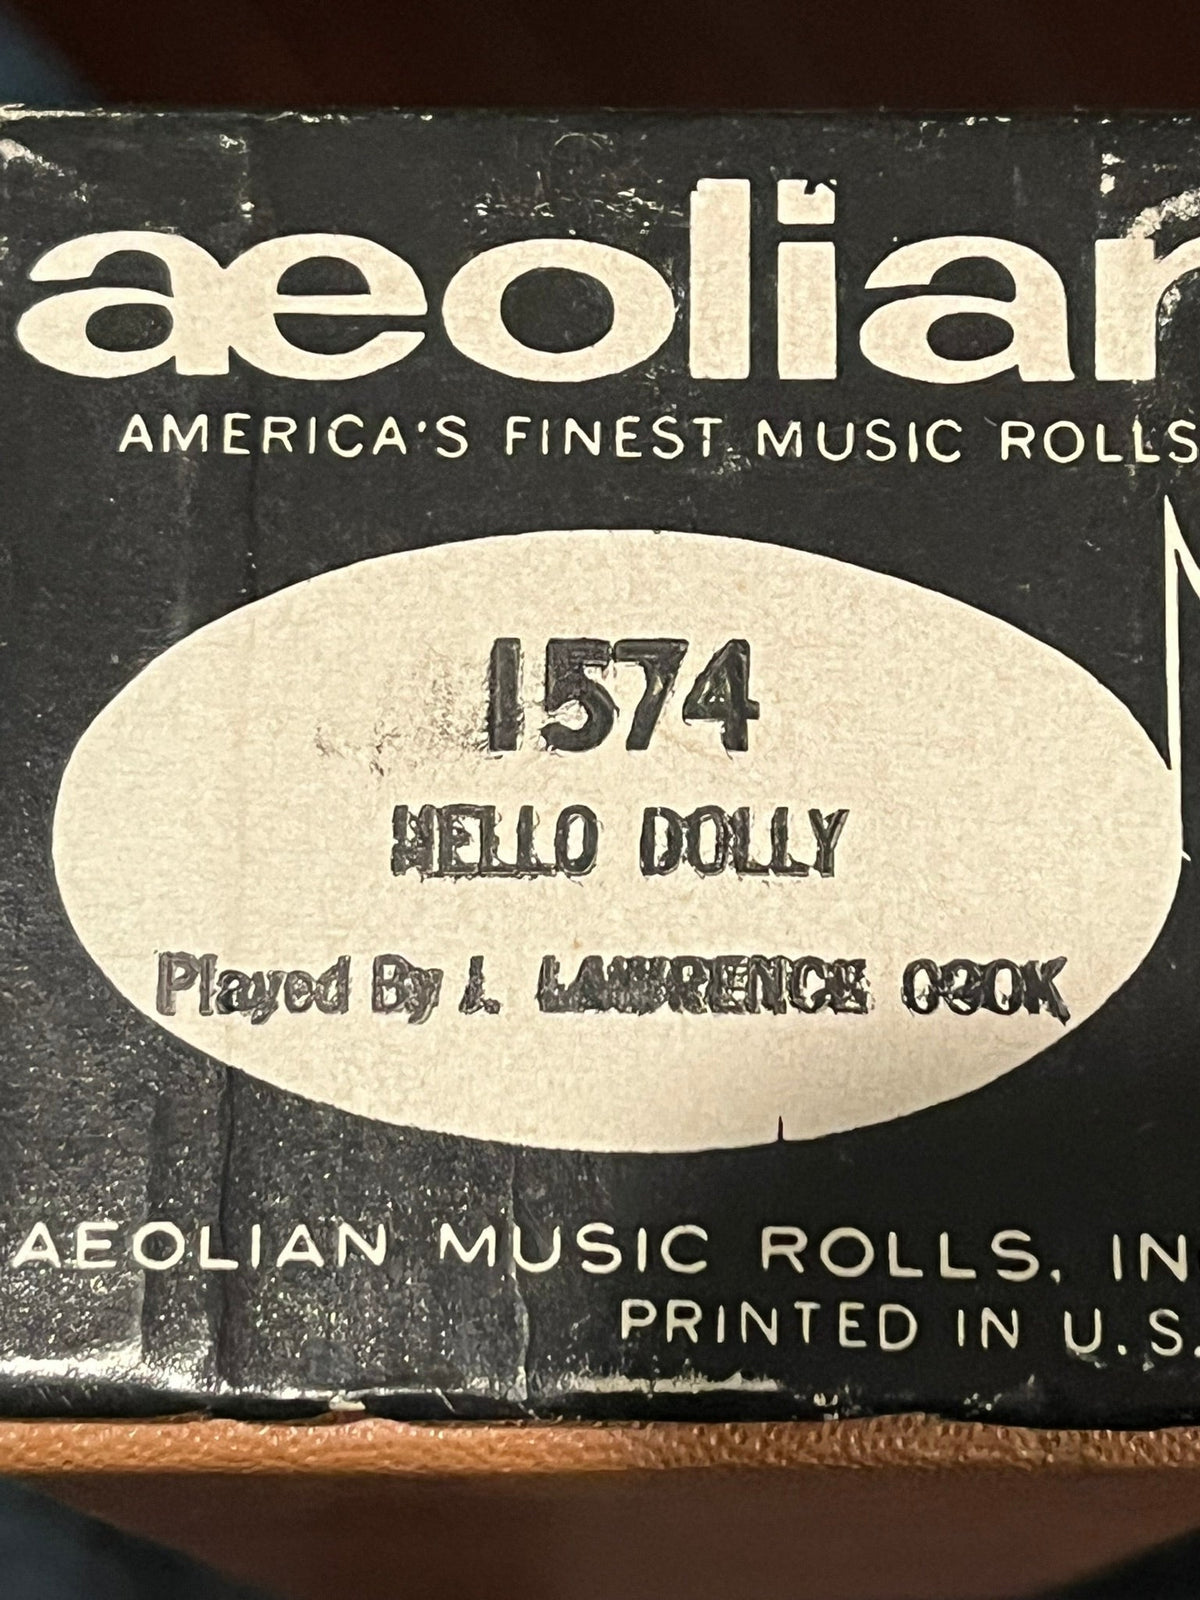 aeolian
AMERICA'S FINEST MUSIC ROLLS
1574
HELLO DOLLY
Played By J. LAWRENCE COOK
AEOLIAN MUSIC ROLLS, IN
PRINTED IN U.S.